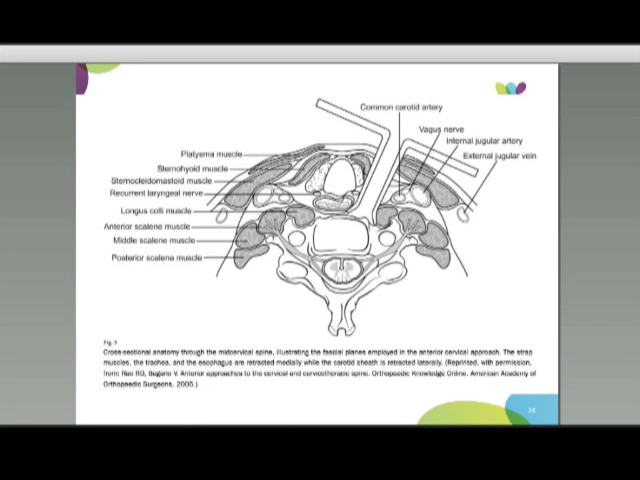 Common carotid artery
Vagus nerve
Internal jugular artery
External jugular vein
Platysma muscle
Sternohyoid muscle
Sternocleidomastoid muscle
Recurrent laryngeal nerve
Longus colli muscle
Anterior scalene muscle
Middle scalene muscle
Posterior scalene muscle
Fig. 5
Cross-sectional anatomy through the midcervical spine, illustrating the fascial planes employed in the anterior cervical approach. The strap
muscles, the trachea, and the esophagus are retracted medially while the carotid sheath is retracted laterally. (Reprinted, with permission,
from: RD, V. Anterior approaches to the cervical and cervicothoracic spine. Orthopaedic Knowledge Online. American Academy of
Orthopaedic Surgeons, 2005.)